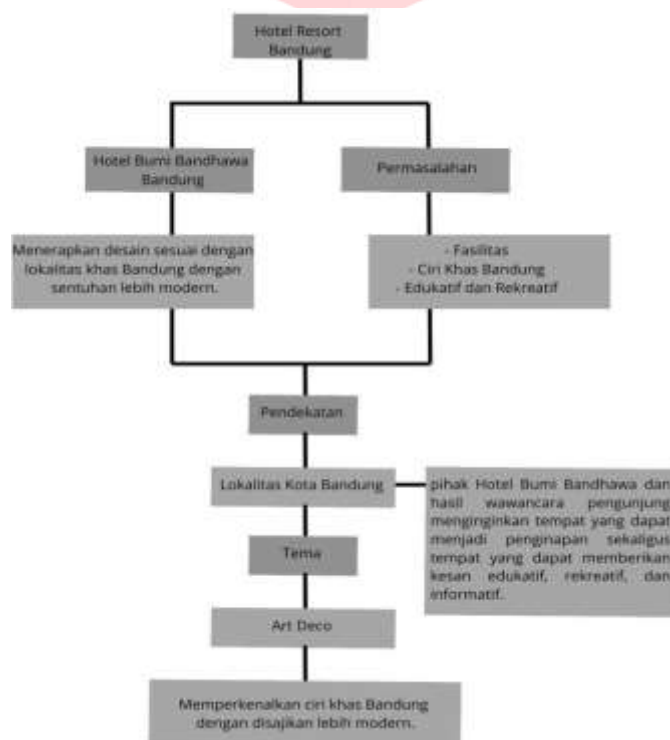 Hotel Resort
Bandung
Hotel Bumi Bandhawa
Bandung
Permasalahan
Menerapkan desain sesuai dengan
lokalitas khas Bandung dengan
sentuhan lebih modern.
- Fasilitas
- Ciri Khas Bandung
- Edukatif dan Rekreatif
Pendekatan
Lokalitas Kota Bandung
pihak Hotel Bumi Bandhawa dan
hasil wawancara pengunjung
menginginkan tempat yang dapat
menjadi penginapan sekaligus
tempat yang dapat memberikan
kesan edukatif, rekreatif, dan
informatif.
Tema
Art Deco
Memperkenalkan ciri khas Bandung
dengan disajikan lebih modern.